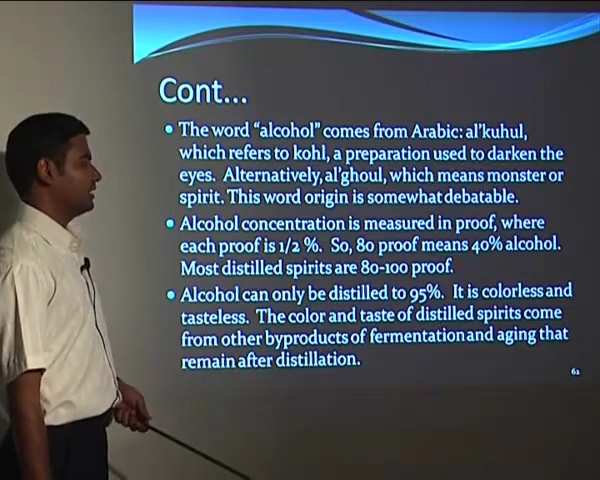 Cont...
• The word "alcohol" comes from Arabic: al'kuhul,
which refers to kohl, a preparation used to darken the
eyes. Alternatively, al'ghoul, which means monster or
spirit. This word origin is somewhat debatable.
• Alcohol concentration is measured in proof, where
each proof is 1/2 %. So, 80 proof means 40% alcohol.
Most distilled spirits are 80-100 proof.
• Alcohol can only be distilled to 95%. It is colorless and
tasteless. The color and taste of distilled spirits come
from other byproducts of fermentation and aging that
remain after distillation.